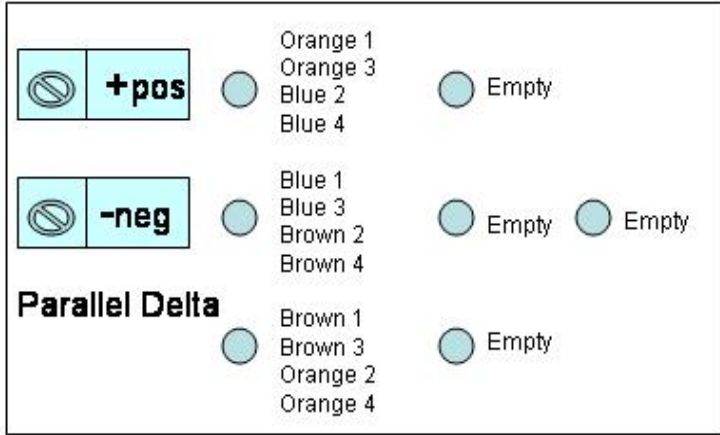 +pos
Orange 1
Orange 3
Blue 2
Blue 4
Empty
-neg
Blue 1
Blue 3
Brown 2
Brown 4
Empty
Empty
Parallel Delta
Brown 1
Brown 3
Orange 2
Orange 4
Empty